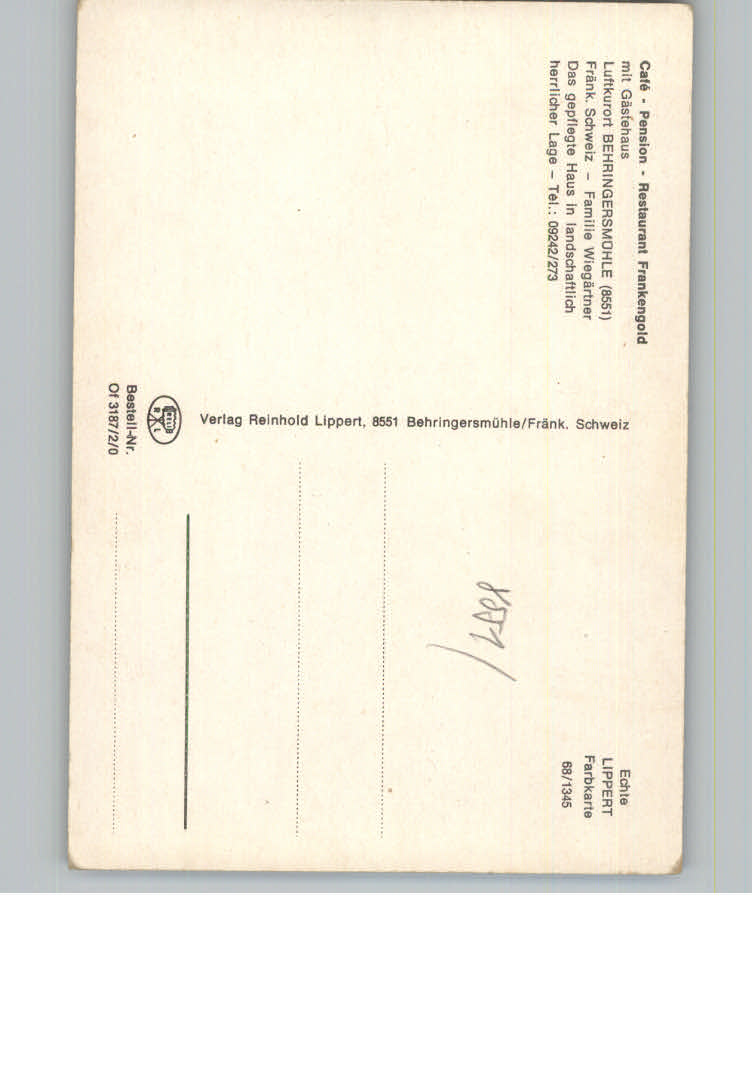 Café - Pension - Restaurant Frankengold
mit Gästehaus
Luftkurort BEHRINGERSMÜHLE (8551)
Fränk. Schweiz – Familie Wiegärtner
Das gepflegte Haus in landschaftlich
herrlicher Lage – Tel.: 09242/273
Verlag Reinhold Lippert, 8551 Behringersmühle/Fränk. Schweiz
R L
Bestell-Nr.
Of 3187/2/0
Echte
LIPPERT
Farbkarte
68/1345
8551